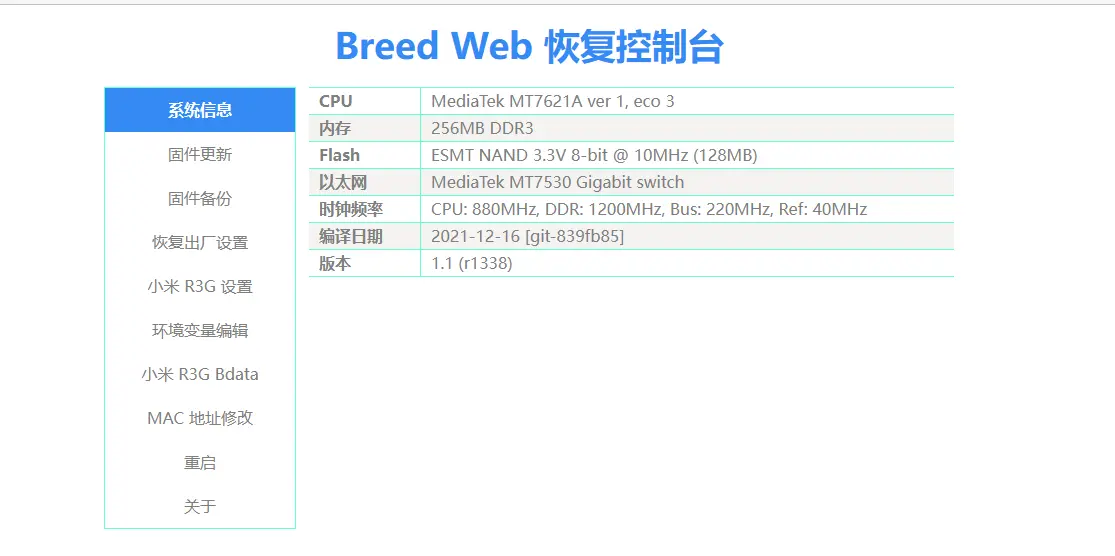 Breed Web 恢复控制台
系统信息
固件更新
固件备份
恢复出厂设置
小米 R3G 设置
环境变量编辑
小米 R3G Bdata
MAC 地址修改
重启
关于
CPU MediaTek MT7621A ver 1, eco 3
内存 256MB DDR3
Flash ESMT NAND 3.3V 8-bit @ 10MHz (128MB)
以太网 MediaTek MT7530 Gigabit switch
时钟频率 CPU: 880MHz, DDR: 1200MHz, Bus: 220MHz, Ref: 40MHz
编译日期 2021-12-16 [git-839fb85]
版本 1.1 (r1338)